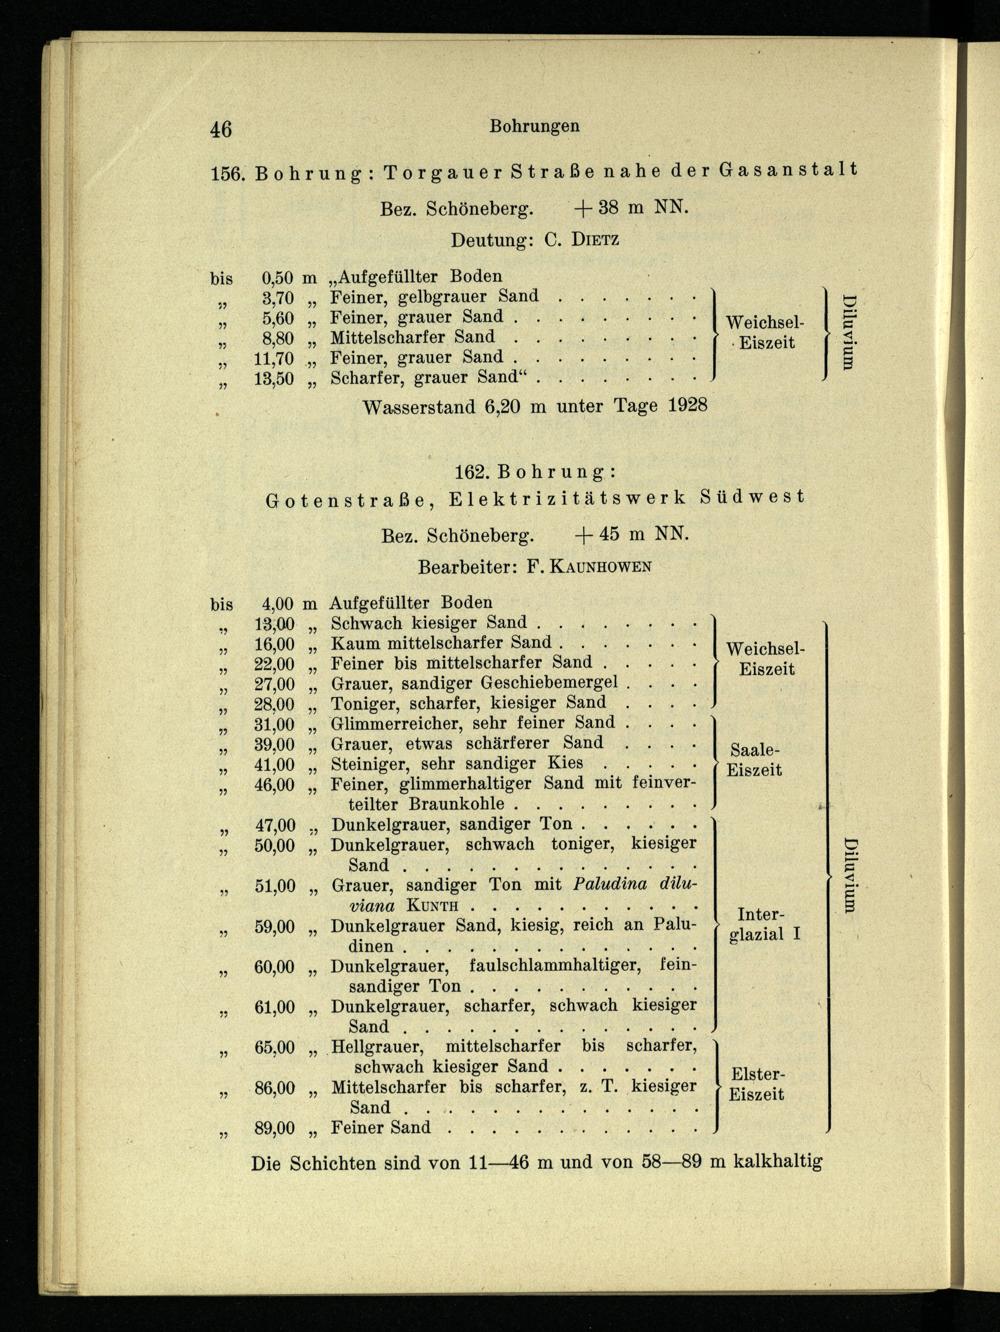 46 Bohrungen
156. Bohrung: Torgauer Straße nahe der Gasanstalt
Bez. Schöneberg. +38 m NN.
Deutung: C. DIETZ
bis 0,50 m „Aufgefüllter Boden
„ 3,70 „ Feiner, gelbgrauer Sand . . . . . . .
„ 5,60 „ Feiner, grauer Sand . . . . . . . . .
„ 8,80 „ Mittelscharfer Sand . . . . . . . . .
„ 11,70 „ Feiner, grauer Sand . . . . . . . . .
„ 13,50 „ Scharfer, grauer Sand“ . . . . . . . .
Weichsel-
Eiszeit
Diluvium
Wasserstand 6,20 m unter Tage 1928
162. Bohrung:
Gotenstraße, Elektrizitätswerk Südwest
Bez. Schöneberg. +45 m NN.
Bearbeiter: F. KAUNHOWEN
bis 4,00 m Aufgefüllter Boden
„ 13,00 „ Schwach kiesiger Sand . . . . . . . .
„ 16,00 „ Kaum mittelscharfer Sand . . . . . . .
„ 22,00 „ Feiner bis mittelscharfer Sand . . . . .
„ 27,00 „ Grauer, sandiger Geschiebemergel . . . .
„ 28,00 „ Toniger, scharfer, kiesiger Sand . . . .
Weichsel-
Eiszeit
„ 31,00 „ Glimmerreicher, sehr feiner Sand . . . .
„ 39,00 „ Grauer, etwas schärferer Sand . . . .
„ 41,00 „ Steiniger, sehr sandiger Kies . . . . .
„ 46,00 „ Feiner, glimmerhaltiger Sand mit feinver-
teilter Braunkohle . . . . . . . . .
Saale-
Eiszeit
„ 47,00 „ Dunkelgrauer, sandiger Ton . . . . . .
„ 50,00 „ Dunkelgrauer, schwach toniger, kiesiger
Sand . . . . . . . . . . . . . .
„ 51,00 „ Grauer, sandiger Ton mit Paludina dilu-
viana KUNTH . . . . . . . . . . .
„ 59,00 „ Dunkelgrauer Sand, kiesig, reich an Palu-
dinen . . . . . . . . . . . . . .
„ 60,00 „ Dunkelgrauer, faulschlammhaltiger, fein-
sandiger Ton . . . . . . . . . . .
„ 61,00 „ Dunkelgrauer, scharfer, schwach kiesiger
Sand . . . . . . . . . . . . . .
Inter-
glazial I
„ 65,00 „ Hellgrauer, mittelscharfer bis scharfer,
schwach kiesiger Sand . . . . . . .
„ 86,00 „ Mittelscharfer bis scharfer, z. T. kiesiger
Sand . . . . . . . . . . . . . .
„ 89,00 „ Feiner Sand . . . . . . . . . . . .
Elster-
Eiszeit
Diluvium
Die Schichten sind von 11—46 m und von 58—89 m kalkhaltig